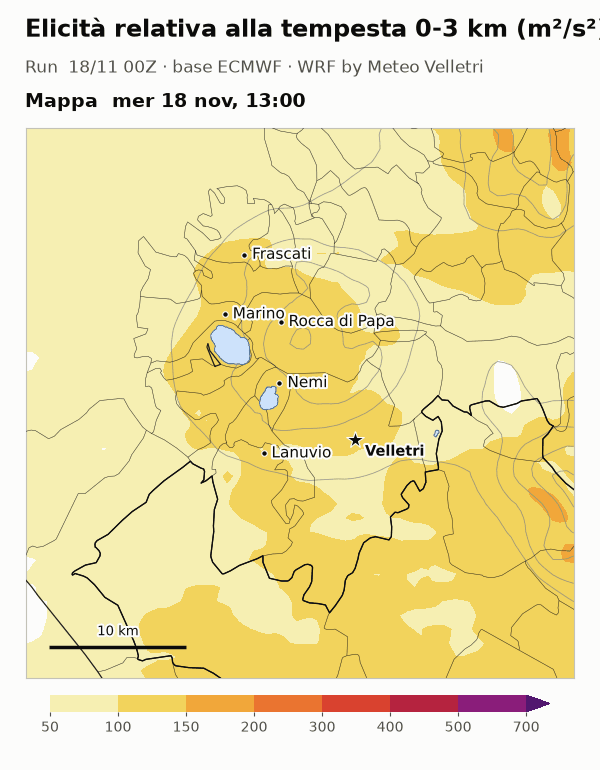 Elicità relativa alla tempesta 0-3 km (m²/s²)
Run 18/11 00Z · base ECMWF · WRF by Meteo Velletri
Mappa mer 18 nov, 13:00
Frascati
Marino
Rocca di Papa
Nemi
Velletri
Lanuvio
10 km
50 100 150 200 300 400 500 700